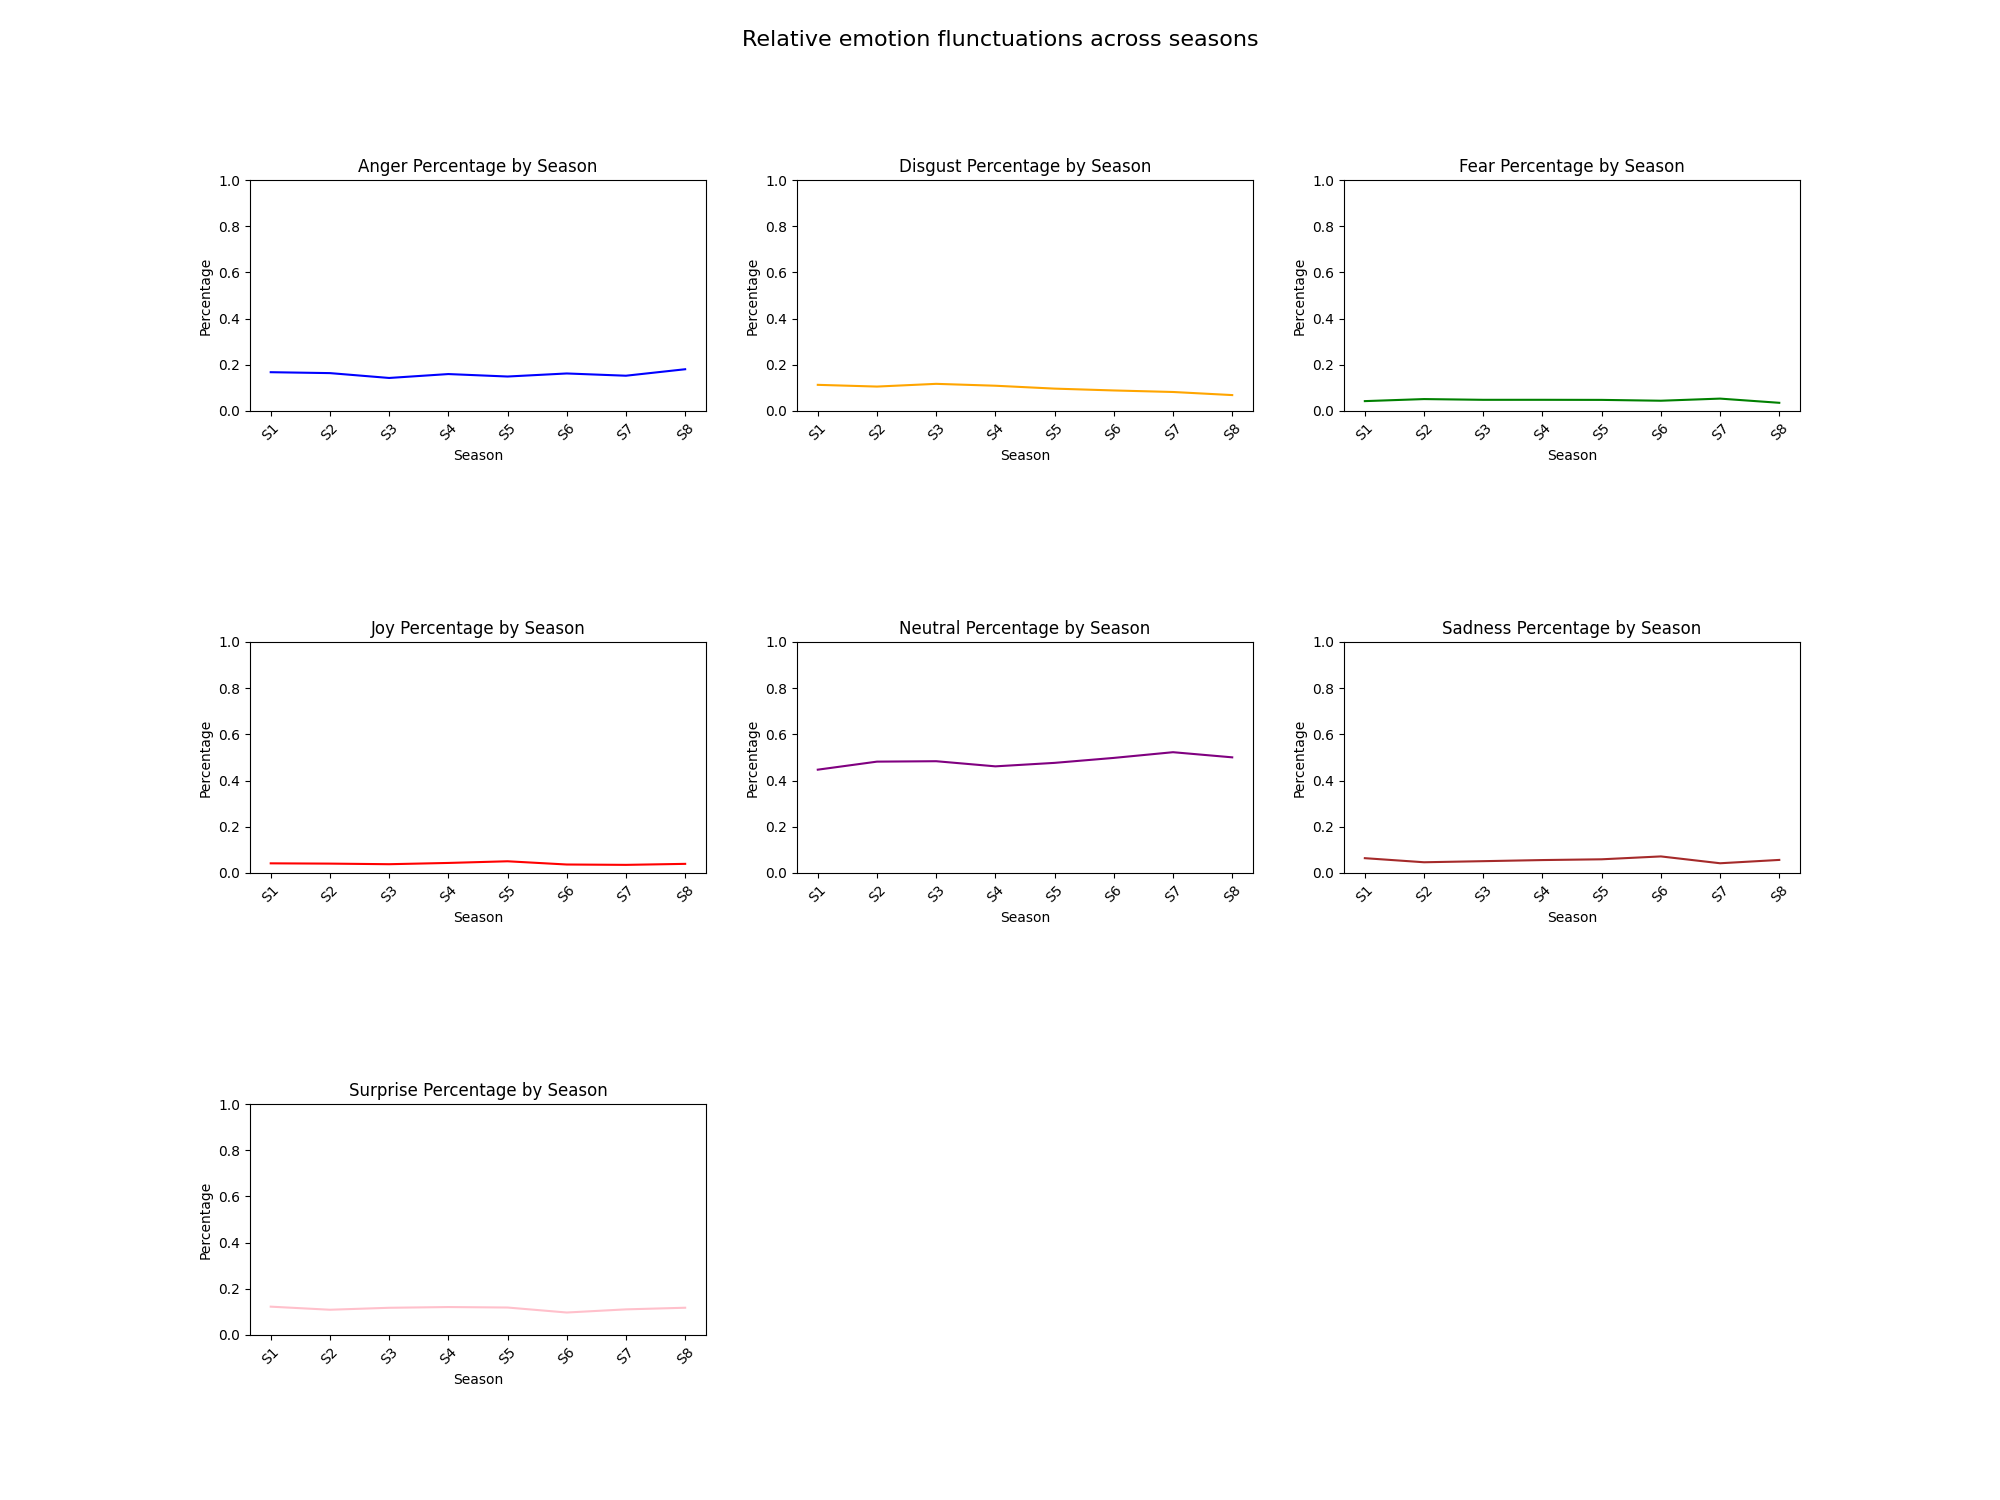 Relative emotion flunctuations across seasons
Anger Percentage by Season
1.0
0.8
0.6
0.4
0.2
0.0
Percentage
S1 S2 S3 S4 S5 S6 S7 S8
Season
Disgust Percentage by Season
1.0
0.8
0.6
0.4
0.2
0.0
Percentage
S1 S2 S3 S4 S5 S6 S7 S8
Season
Fear Percentage by Season
1.0
0.8
0.6
0.4
0.2
0.0
Percentage
S1 S2 S3 S4 S5 S6 S7 S8
Season
Joy Percentage by Season
1.0
0.8
0.6
0.4
0.2
0.0
Percentage
S1 S2 S3 S4 S5 S6 S7 S8
Season
Neutral Percentage by Season
1.0
0.8
0.6
0.4
0.2
0.0
Percentage
S1 S2 S3 S4 S5 S6 S7 S8
Season
Sadness Percentage by Season
1.0
0.8
0.6
0.4
0.2
0.0
Percentage
S1 S2 S3 S4 S5 S6 S7 S8
Season
Surprise Percentage by Season
1.0
0.8
0.6
0.4
0.2
0.0
Percentage
S1 S2 S3 S4 S5 S6 S7 S8
Season